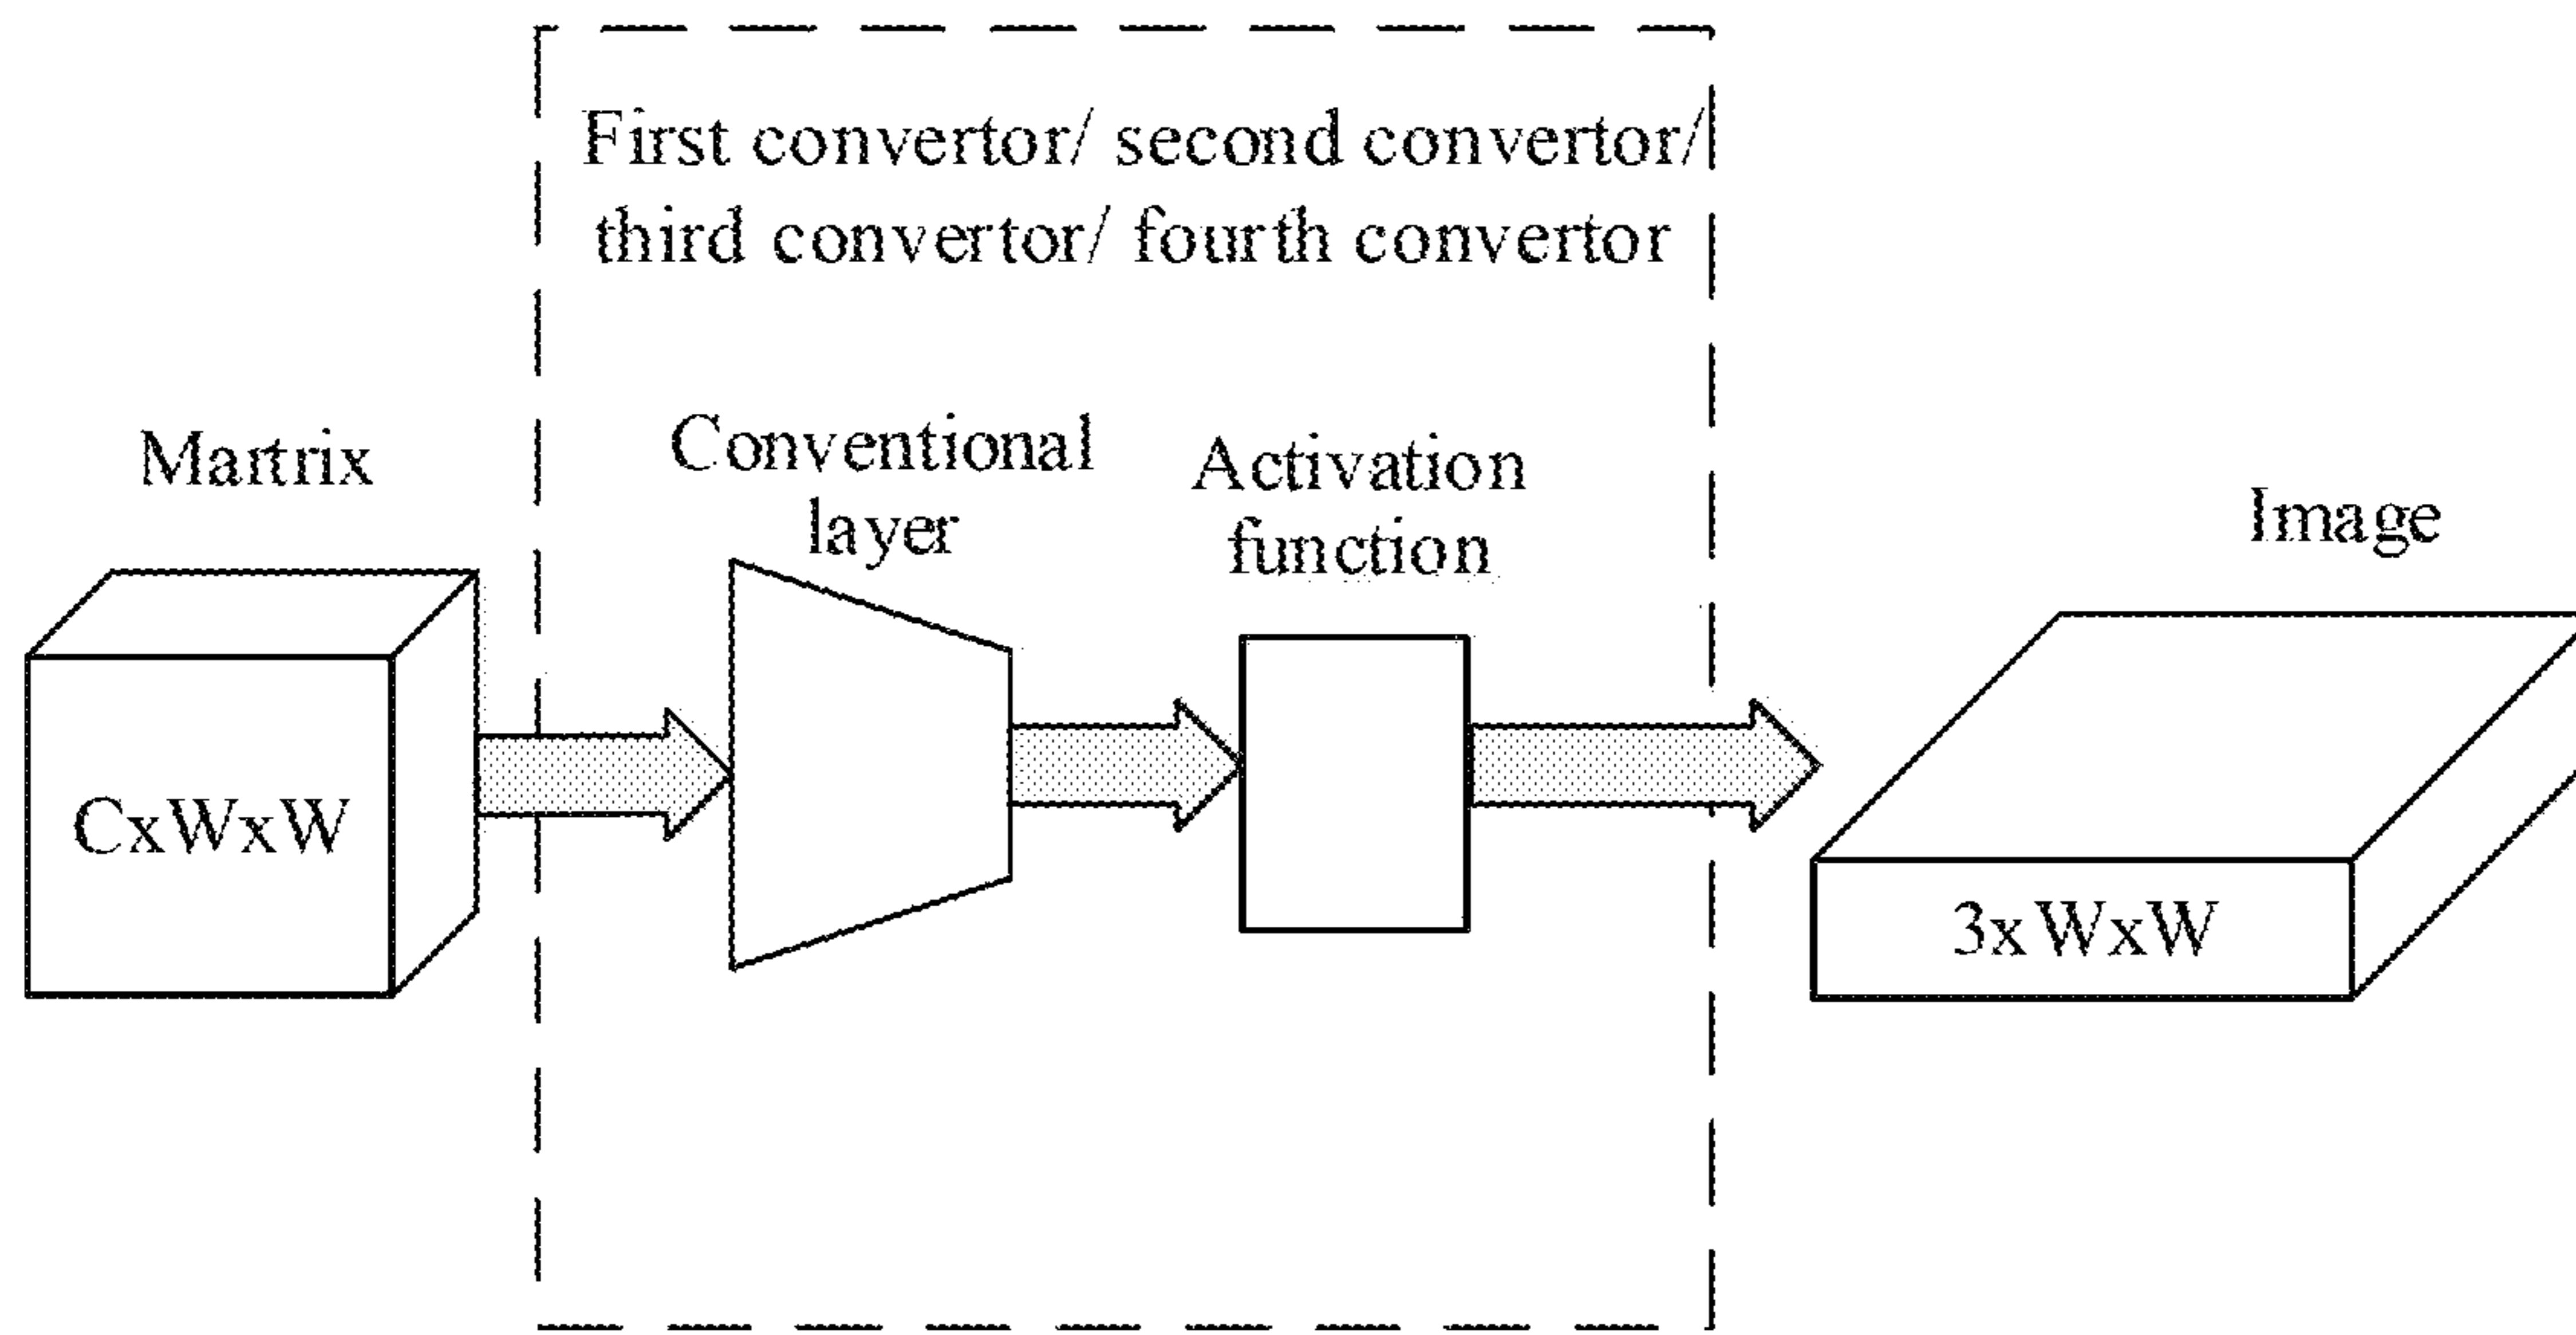 First convertor/ second convertor/
third convertor/ fourth convertor
Martrix
Conventional
layer
Activation
function
Image
CxWxW
3xWxW